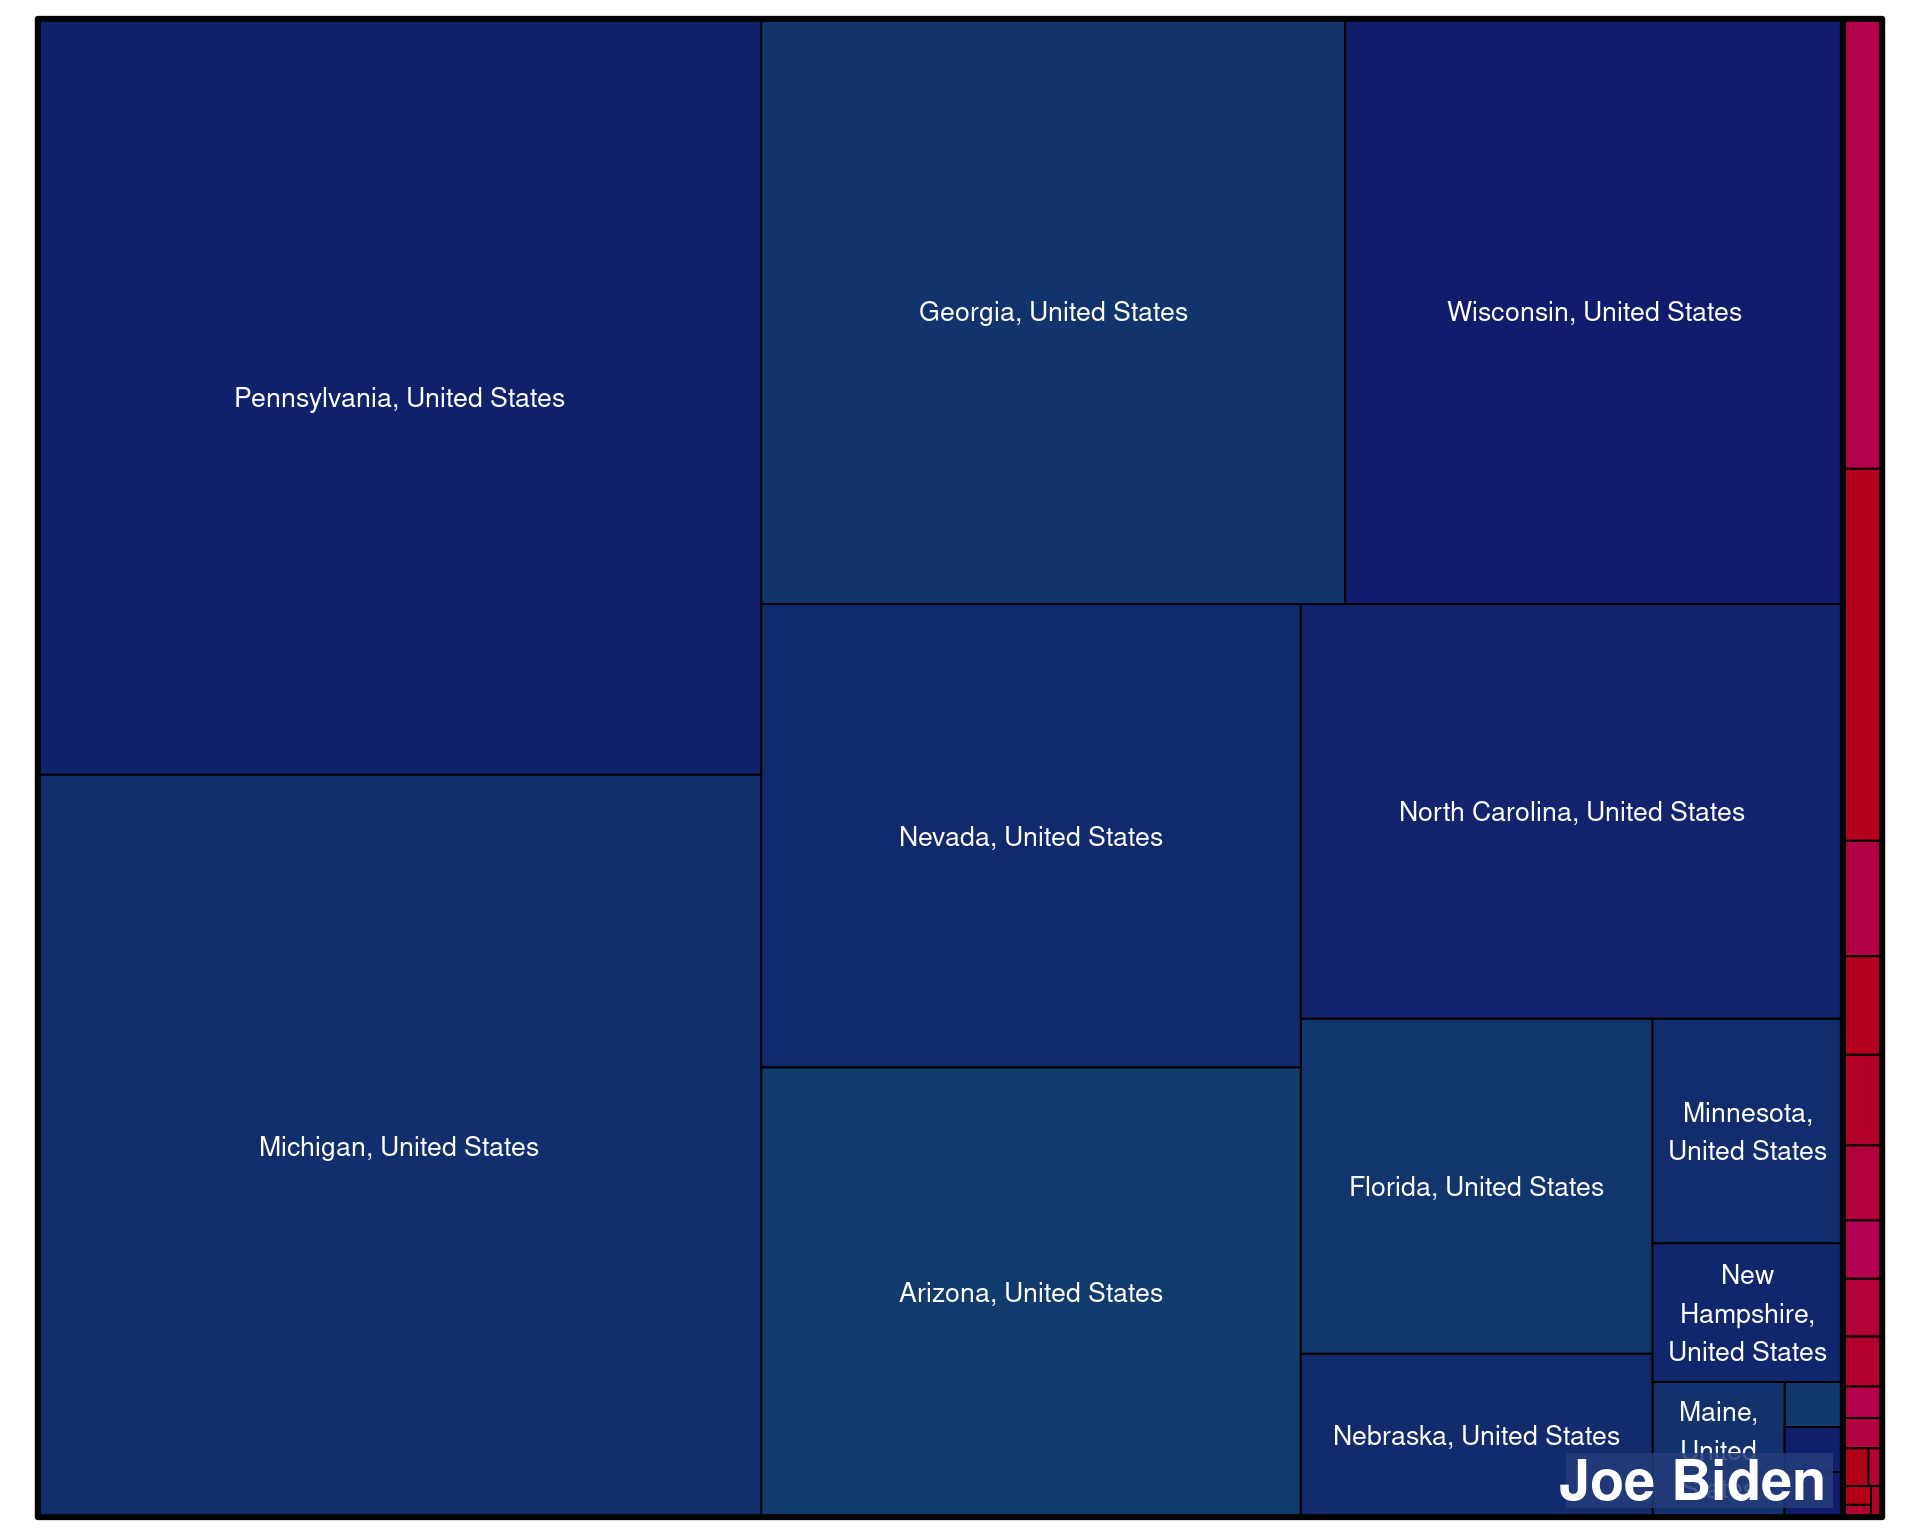 Pennsylvania, United States
Georgia, United States
Wisconsin, United States
Nevada, United States
North Carolina, United States
Michigan, United States
Arizona, United States
Florida, United States
Minnesota,
United States
New
Hampshire,
United States
Nebraska, United States
Maine,
United
Joe Biden